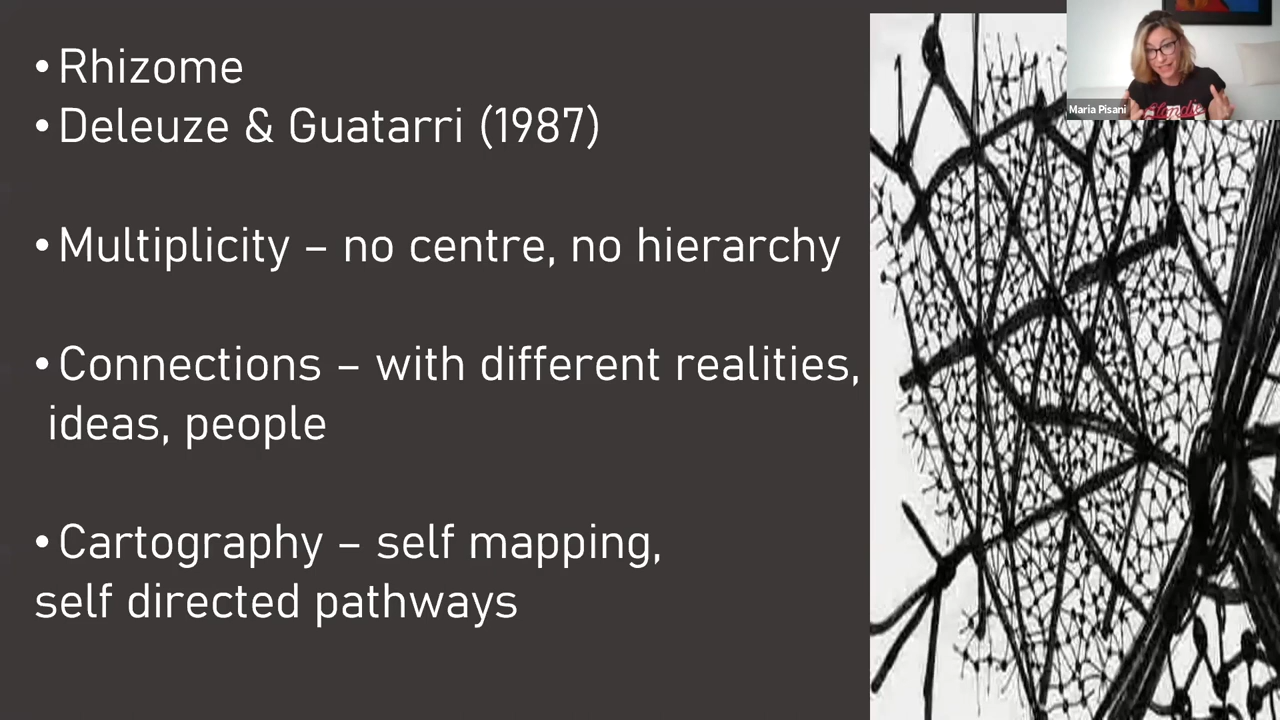 • Rhizome
• Deleuze & Guatarri (1987)
• Multiplicity – no centre, no hierarchy
• Connections – with different realities,
ideas, people
• Cartography – self mapping,
self directed pathways
Maria Pisani
Blondie